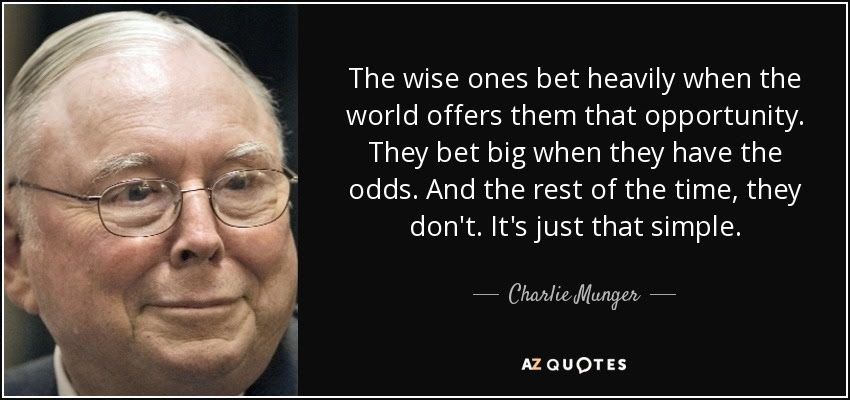 The wise ones bet heavily when the
world offers them that opportunity.
They bet big when they have the
odds. And the rest of the time, they
don't. It's just that simple.
Charlie Munger
AZ QUOTES